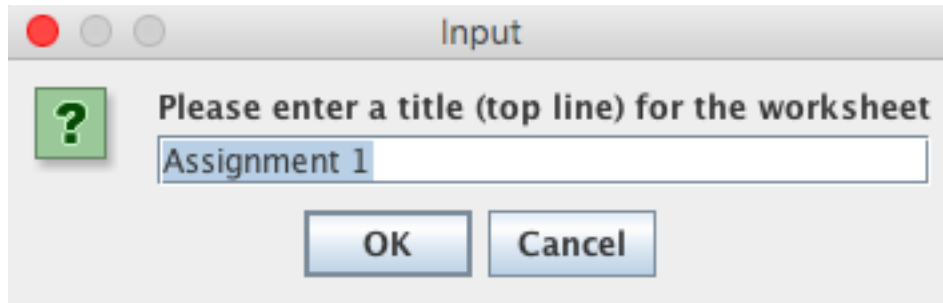 Input
?
Please enter a title (top line) for the worksheet
Assignment 1
OK
Cancel